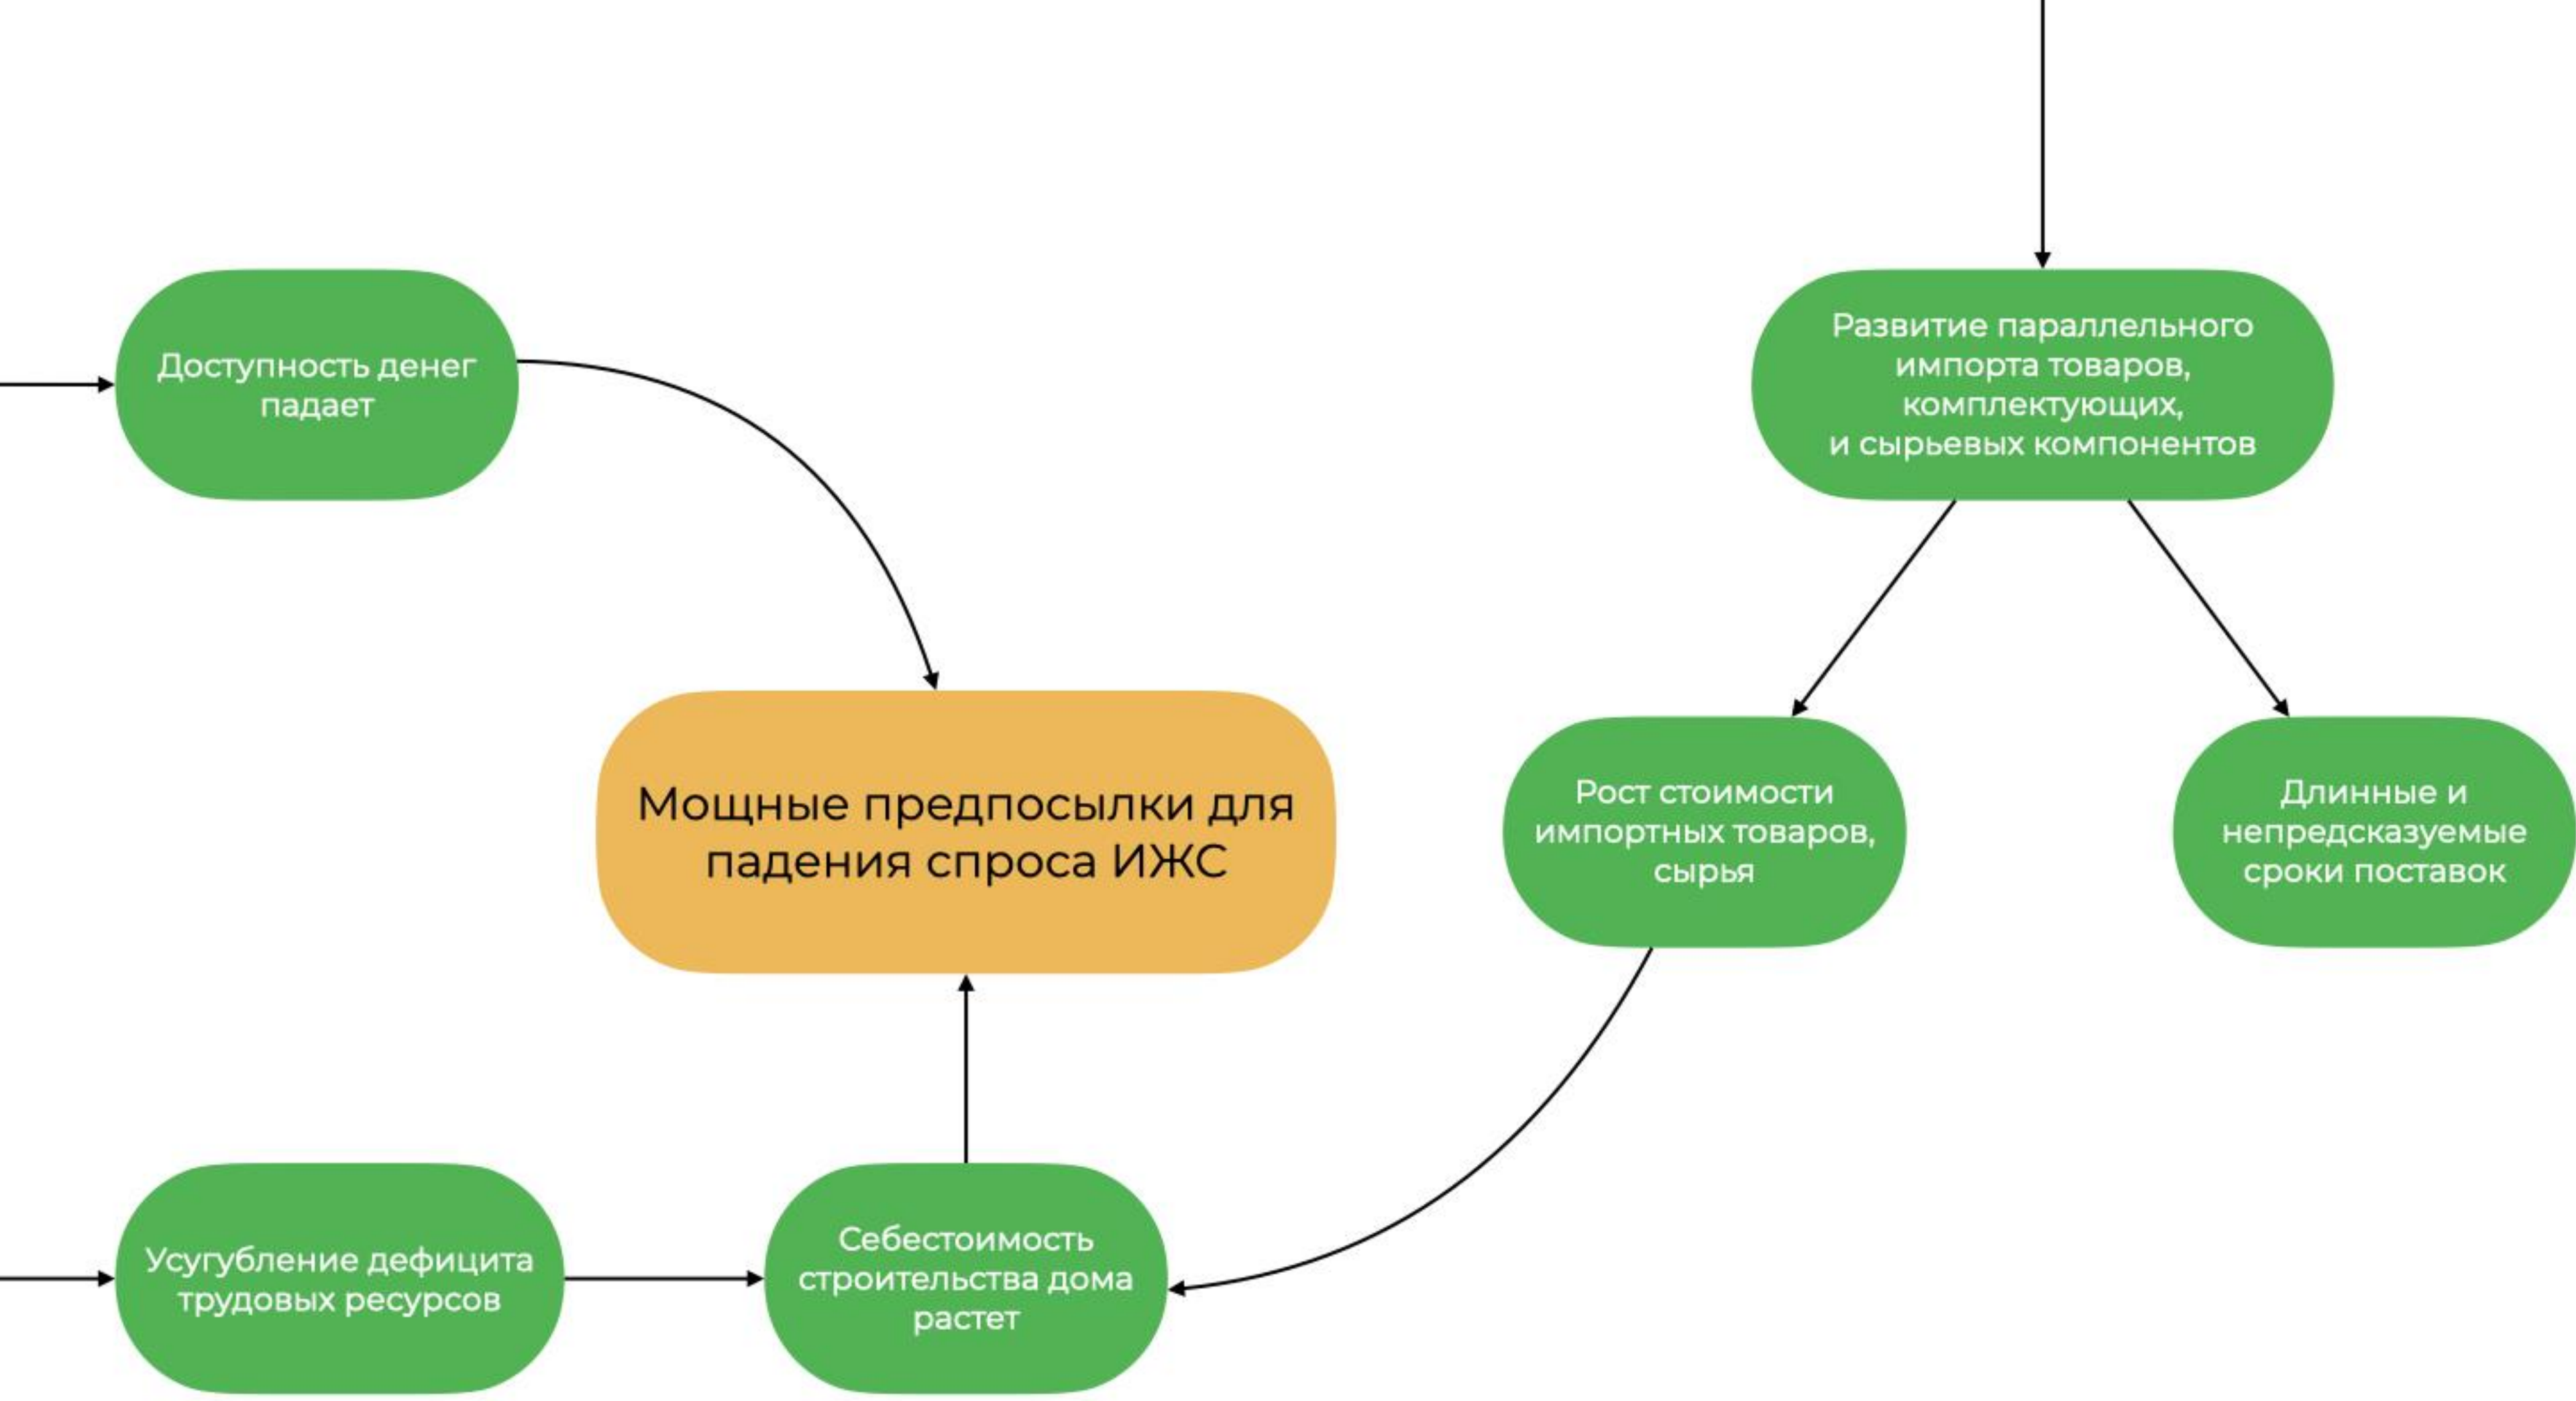 Доступность денег
падает
Развитие параллельного
импорта товаров,
комплектующих,
и сырьевых компонентов
Мощные предпосылки для
падения спроса ИЖС
Рост стоимости
импортных товаров,
сырья
Длинные и
непредсказуемые
сроки поставок
Усугубление дефицита
трудовых ресурсов
Себестоимость
строительства дома
растет